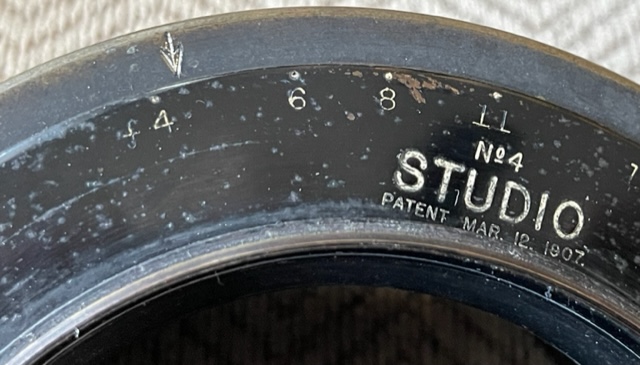 f 4 6 8 11
Nº4
STUDIO
PATENT MAR. 12. 1907.